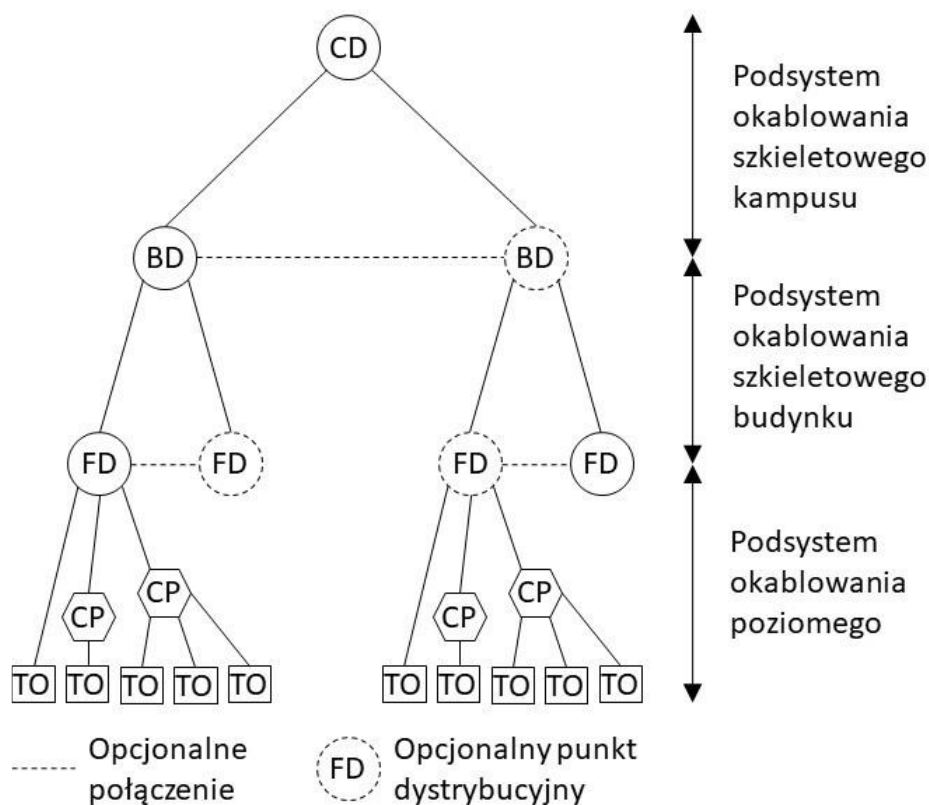 CD
Podsystem
okablowania
szkieletowego
kampusu
BD
BD
Podsystem
okablowania
szkieletowego
budynku
FD
FD
FD
FD
Podsystem
okablowania
poziomego
CP
CP
CP
CP
TO
TO
TO
TO
TO
TO
TO
TO
TO
TO
Opcjonalne
połączenie
FD
Opcjonalny punkt
dystrybucyjny